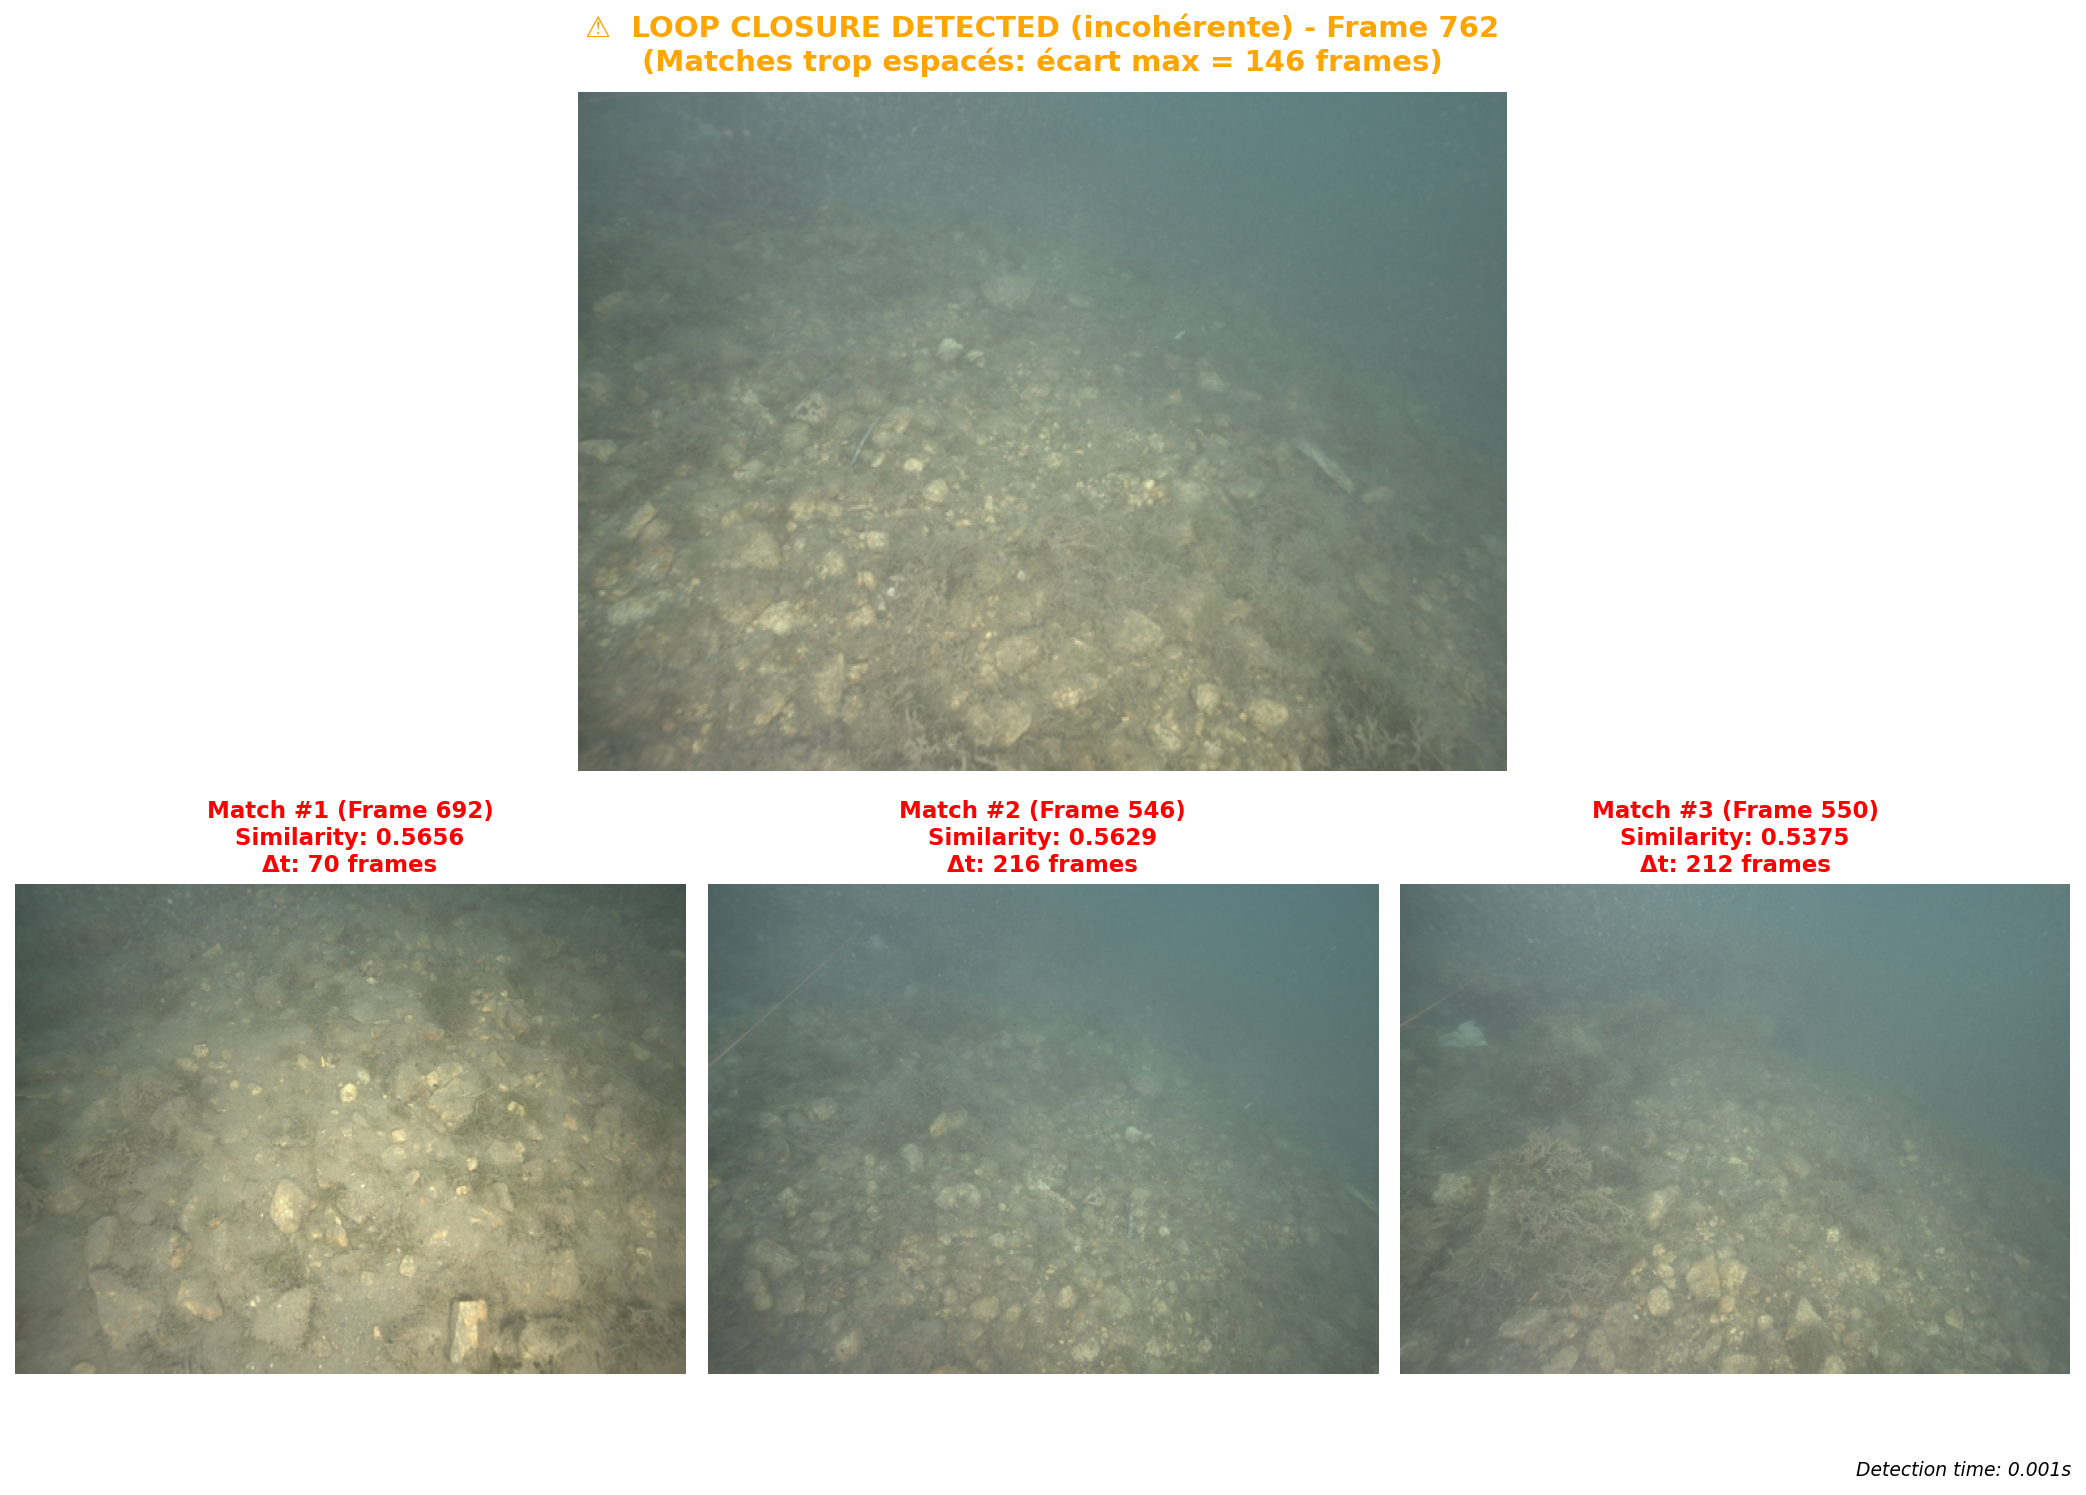 ⚠ LOOP CLOSURE DETECTED (incohérente) - Frame 762
(Matches trop espacés: écart max = 146 frames)
Match #1 (Frame 692)
Similarity: 0.5656
Δt: 70 frames
Match #2 (Frame 546)
Similarity: 0.5629
Δt: 216 frames
Match #3 (Frame 550)
Similarity: 0.5375
Δt: 212 frames
Detection time: 0.001s